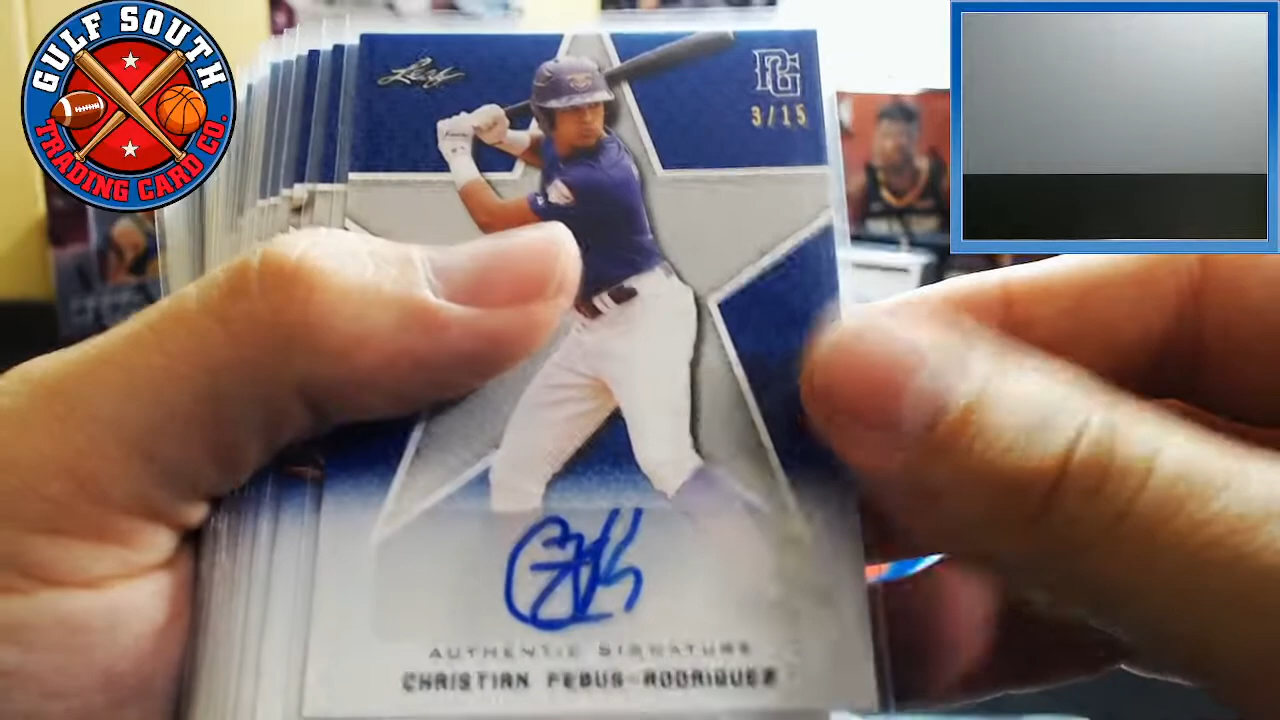 GULF SOUTH
TRADING CARD CO.
Leaf
PG
3/15
AUTHENTIC SIGNATURE
CHRISTIAN FEBUS-RODRIGUEZ